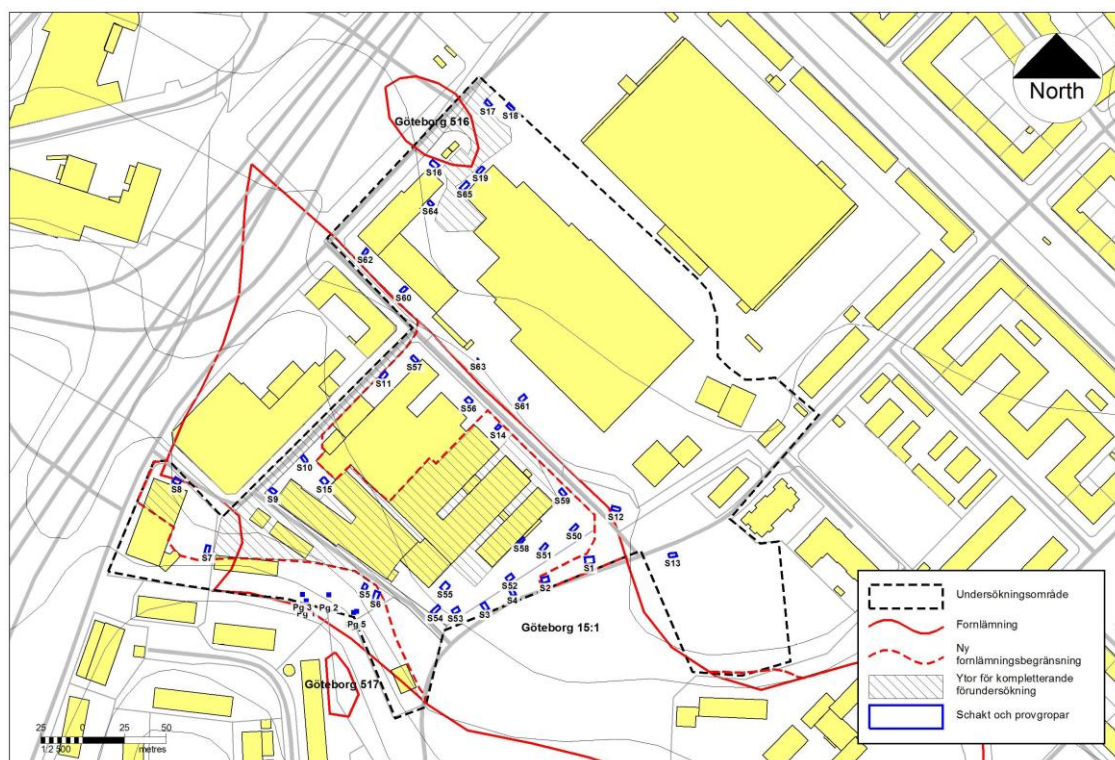 North
Göteborg 516
S17
S18
S16
S19
S65
S64
S62
S60
S63
S57
S11
S56
S61
S14
S10
S15
S9
S8
S59
S12
S50
S58
S51
S7
S1
S13
S52
S2
S55
S5
S6
S4
S3
S54
S53
Pg 3
Pg 2
Pg 5
Göteborg 15:1
Göteborg 517
25 0 25 50
1:2 500 metres
Undersökningsområde
Fornlämning
Ny
fornlämningsbegränsning
Ytor för kompletterande
förundersökning
Schakt och provgropar